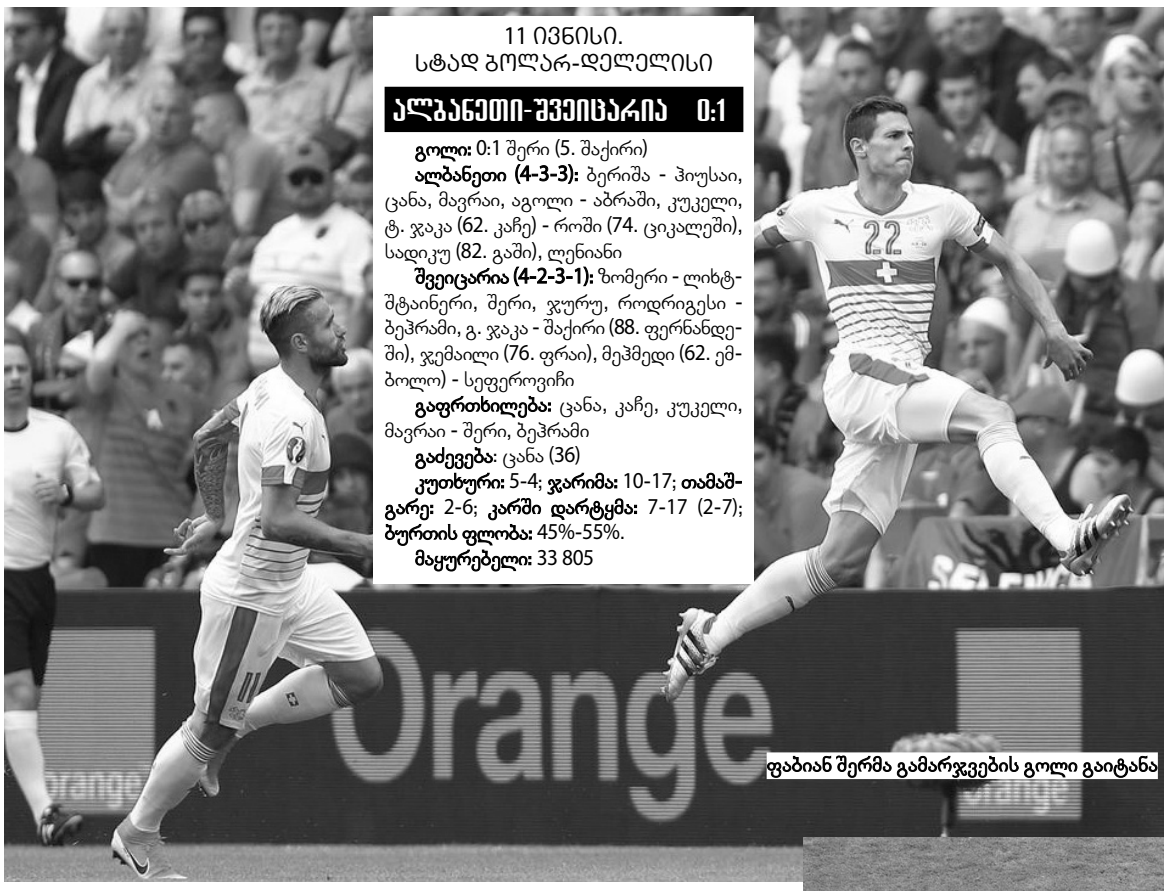 11 ივნისი.
სტად ბოლარ-დელელისი
ალბანეთი-შვეიცარია 0:1
გოლი: 0:1 შერი (5. შაქირი)
ალბანეთი (4-3-3): ბერიშა - ჰიუსაი,
ცანა, მავრაი, აგოლი - აბრაში, კუკელი,
ტ. ჯაკა (62. კაჩე) - როში (74. ციკალეში),
სადიკუ (82. გაში), ლენიანი
შვეიცარია (4-2-3-1): ზომერი - ლიხტ-
შტაინერი, შერი, ჯურუ, როდრიგესი -
ბეჰრამი, გ. ჯაკა - შაქირი (88. ფერნანდე-
ში), ჯემაილი (76. ფრაი), მეჰმედი (62. ემ-
ბოლო) - სეფეროვიჩი
გაფრთხილება: ცანა, კაჩე, კუკელი,
მავრაი - შერი, ბეჰრამი
გაძევება: ცანა (36)
კუთხური: 5-4; ჯარიმა: 10-17; თამაშ-
გარე: 2-6; კარში დარტყმა: 7-17 (2-7);
ბურთის ფლობა: 45%-55%.
მაყურებელი: 33 805
22
11
Orange
orange
orange
ფაბიან შერმა გამარჯვების გოლი გაიტანა